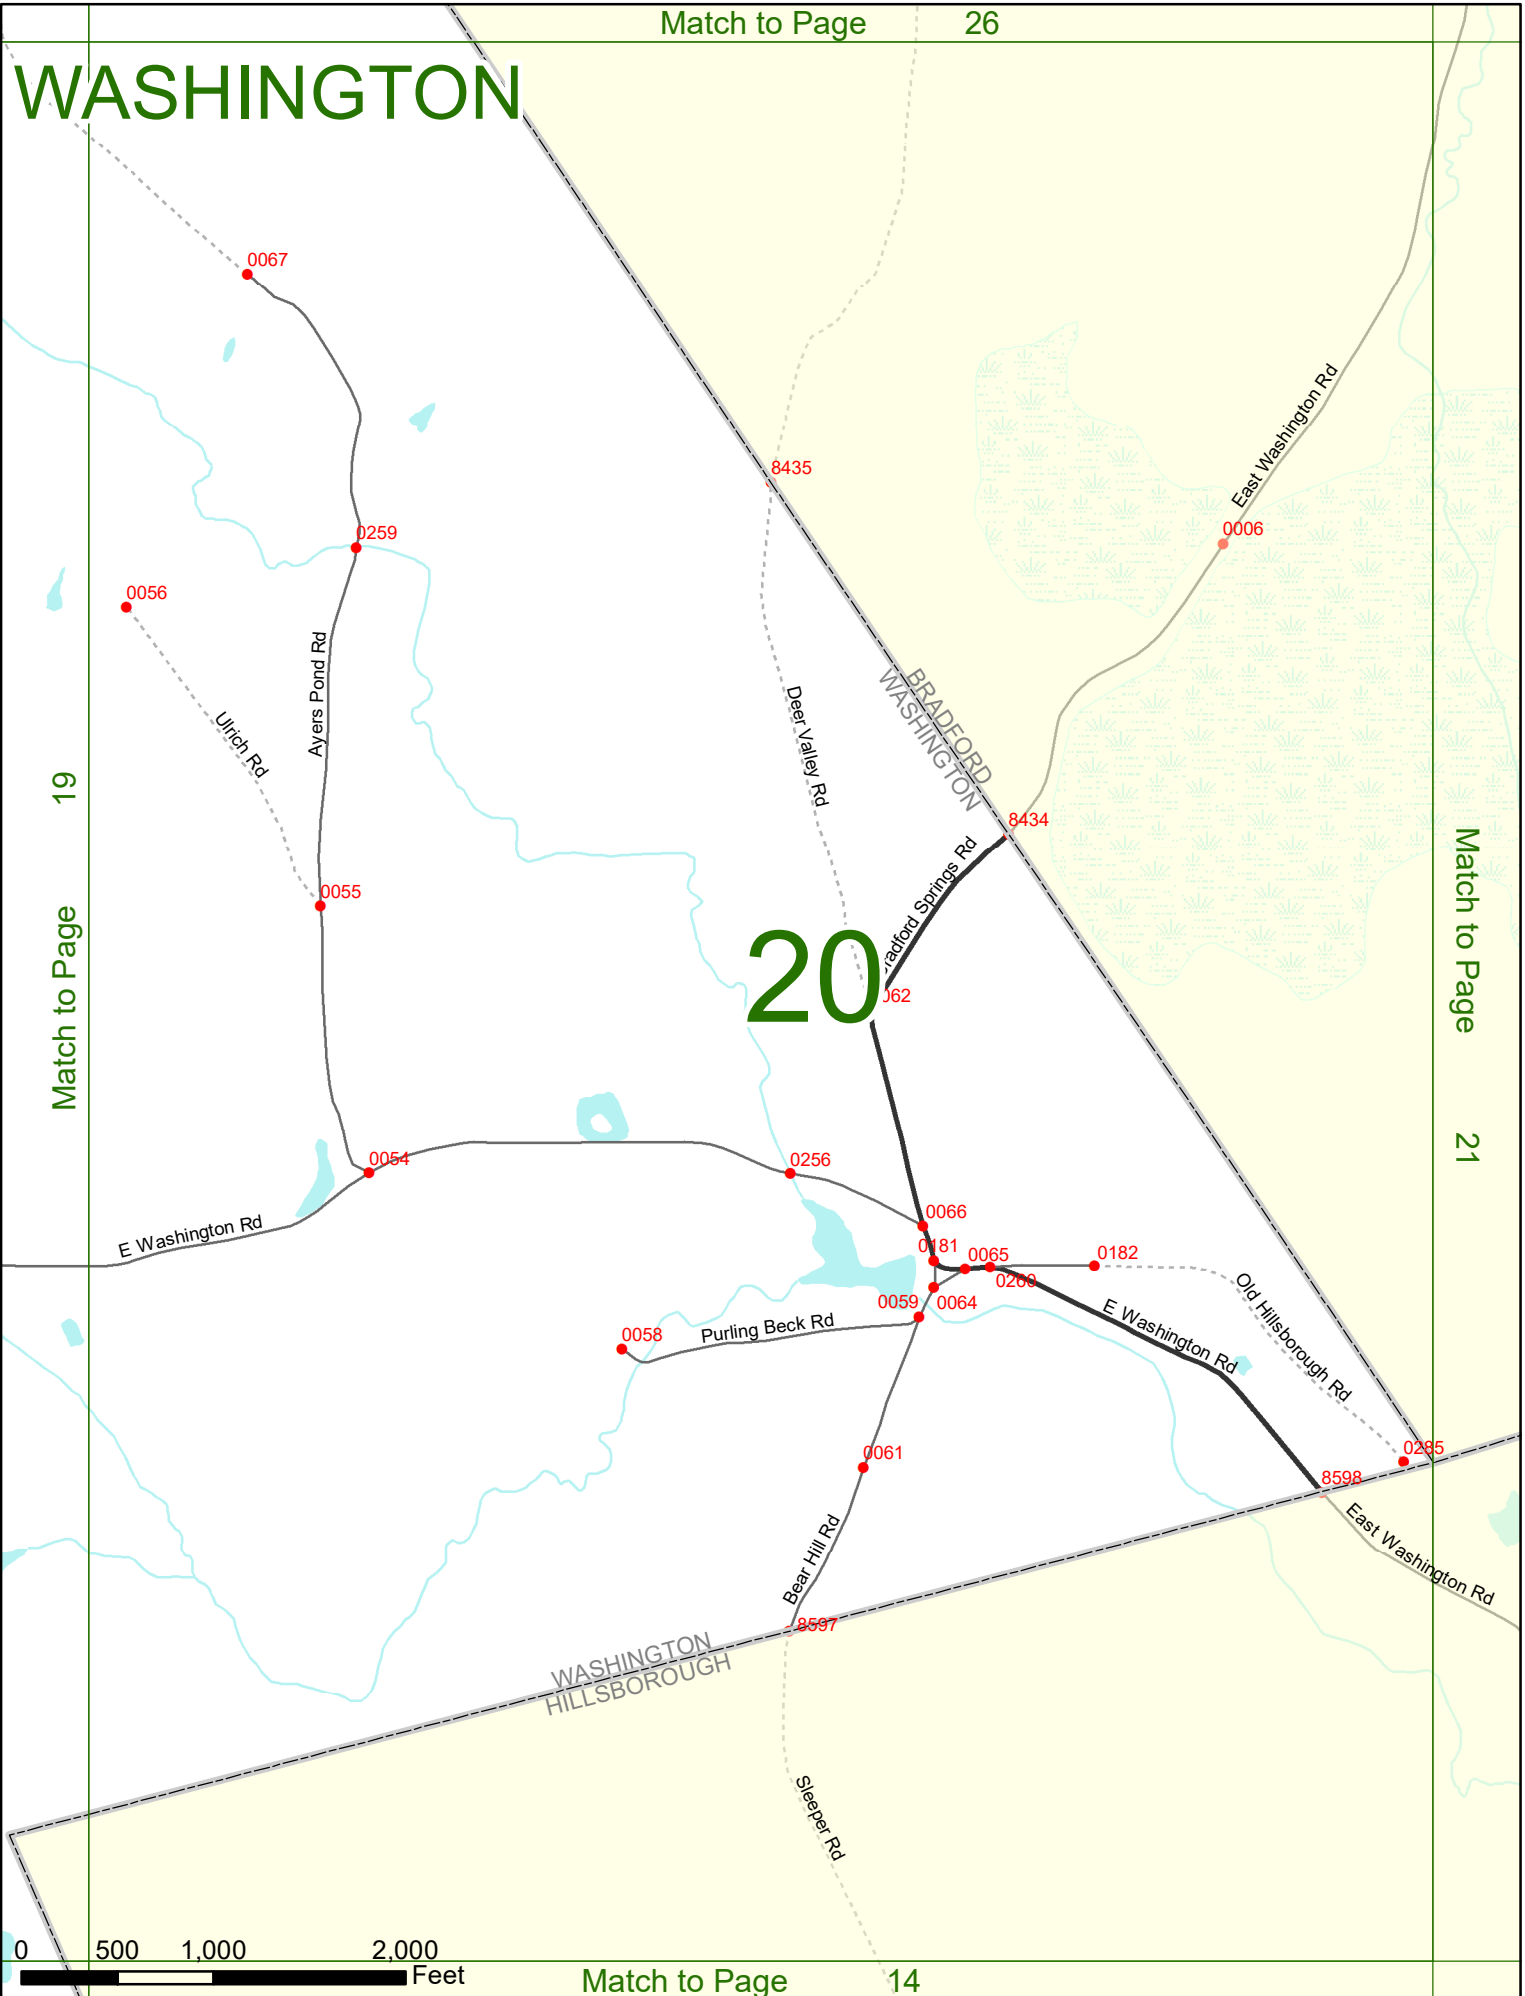 Match to Page 26
WASHINGTON
0067
8435
East Washington Rd
0006
0259
0056
Ayers Pond Rd
Ulrich Rd
Deer Valley Rd
BRADFORD
WASHINGTON
Match to Page 19
8434
Match to Page 21
0055
radford Springs Rd
20
062
0054
0256
E Washington Rd
0066
0181
0065
0182
0260
0059
0064
Old Hillsborough Rd
E Washington Rd
0058
Purling Beck Rd
0061
0285
8598
East Washington Rd
Bear Hill Rd
8597
WASHINGTON
HILLSBOROUGH
Sleeper Rd
0 500 1,000 2,000
Feet
Match to Page 14